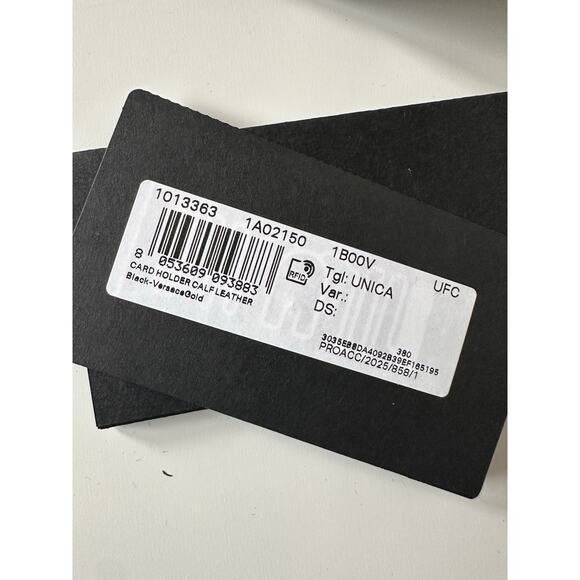 1013363 1A02150 1B00V UFC
8 053609 093883
RFID
Tgl: UNICA
Var.:
DS:
CARD HOLDER CALF LEATHER
Black-VersaceGold
380
3035EB8DA4092B39EF165195
PROACC/2025/858/1